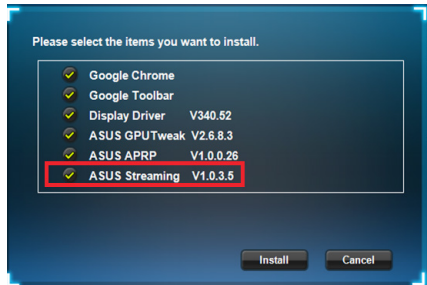 Please select the items you want to install.
Google Chrome
Google Toolbar
Display Driver V340.52
ASUS GPUTweak V2.6.8.3
ASUS APRP V1.0.0.26
ASUS Streaming V1.0.3.5
Install Cancel